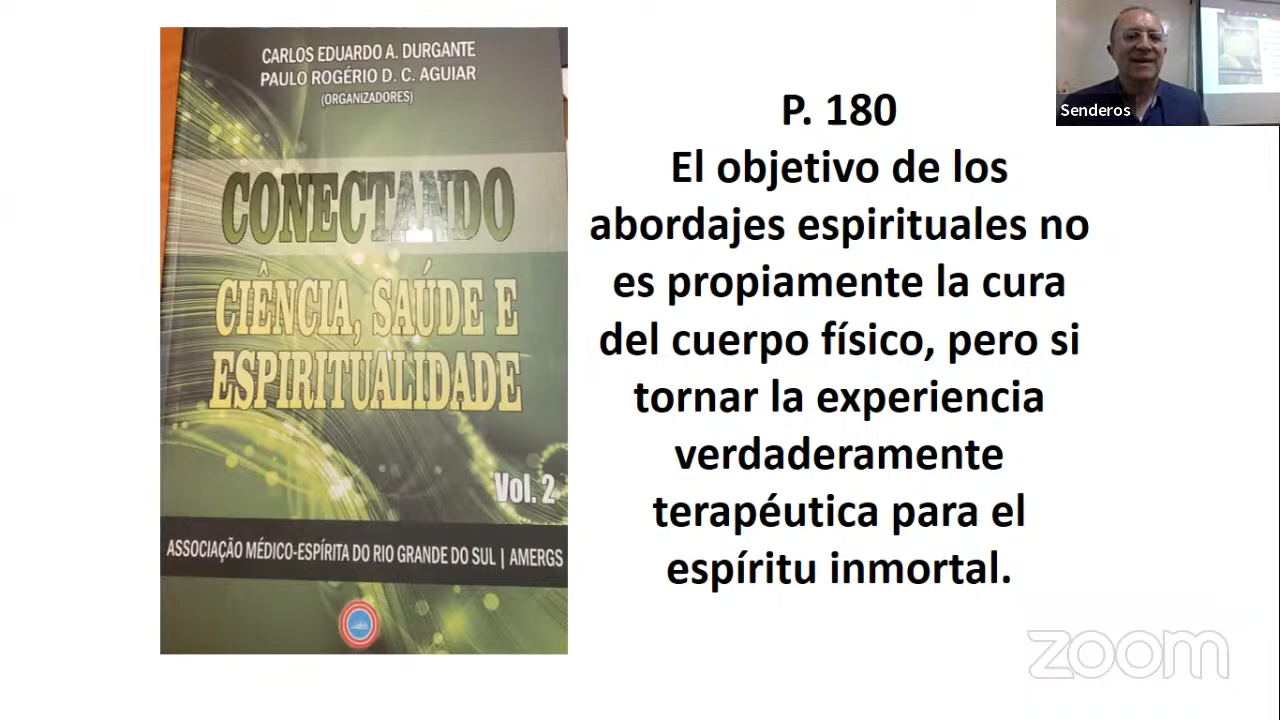 CARLOS EDUARDO A. DURGANTE
PAULO ROGÉRIO D. C. AGUIAR
(ORGANIZADORES)
CONECTANDO
CIÊNCIA, SAÚDE E
ESPIRITUALIDADE
Vol. 2
ASSOCIAÇÃO MÉDICO-ESPÍRITA DO RIO GRANDE DO SUL | AMERGS
P. 180
El objetivo de los
abordajes espirituales no
es propiamente la cura
del cuerpo físico, pero si
tornar la experiencia
verdaderamente
terapéutica para el
espíritu inmortal.
Senderos
zoom